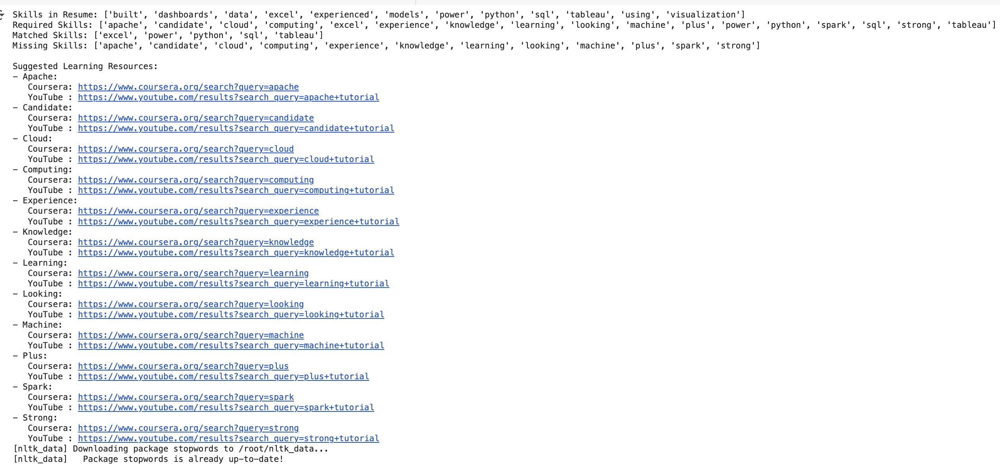 Skills in Resume: ['built', 'dashboards', 'data', 'excel', 'experienced', 'models', 'power', 'python', 'sql', 'tableau', 'using', 'visualization']
Required Skills: ['apache', 'candidate', 'cloud', 'computing', 'excel', 'experience', 'knowledge', 'learning', 'looking', 'machine', 'plus', 'power', 'python', 'spark', 'sql', 'strong', 'tableau']
Matched Skills: ['excel', 'power', 'python', 'sql', 'tableau']
Missing Skills: ['apache', 'candidate', 'cloud', 'computing', 'experience', 'knowledge', 'learning', 'looking', 'machine', 'plus', 'spark', 'strong']
Suggested Learning Resources:
– Apache:
Coursera: https://www.coursera.org/search?query=apache
YouTube : https://www.youtube.com/results?search_query=apache+tutorial
– Candidate:
Coursera: https://www.coursera.org/search?query=candidate
YouTube : https://www.youtube.com/results?search_query=candidate+tutorial
– Cloud:
Coursera: https://www.coursera.org/search?query=cloud
YouTube : https://www.youtube.com/results?search_query=cloud+tutorial
– Computing:
Coursera: https://www.coursera.org/search?query=computing
YouTube : https://www.youtube.com/results?search_query=computing+tutorial
– Experience:
Coursera: https://www.coursera.org/search?query=experience
YouTube : https://www.youtube.com/results?search_query=experience+tutorial
– Knowledge:
Coursera: https://www.coursera.org/search?query=knowledge
YouTube : https://www.youtube.com/results?search_query=knowledge+tutorial
– Learning:
Coursera: https://www.coursera.org/search?query=learning
YouTube : https://www.youtube.com/results?search_query=learning+tutorial
– Looking:
Coursera: https://www.coursera.org/search?query=looking
YouTube : https://www.youtube.com/results?search_query=looking+tutorial
– Machine:
Coursera: https://www.coursera.org/search?query=machine
YouTube : https://www.youtube.com/results?search_query=machine+tutorial
– Plus:
Coursera: https://www.coursera.org/search?query=plus
YouTube : https://www.youtube.com/results?search_query=plus+tutorial
– Spark:
Coursera: https://www.coursera.org/search?query=spark
YouTube : https://www.youtube.com/results?search_query=spark+tutorial
– Strong:
Coursera: https://www.coursera.org/search?query=strong
YouTube : https://www.youtube.com/results?search_query=strong+tutorial
[nltk_data] Downloading package stopwords to /root/nltk_data...
[nltk_data]   Package stopwords is already up-to-date!